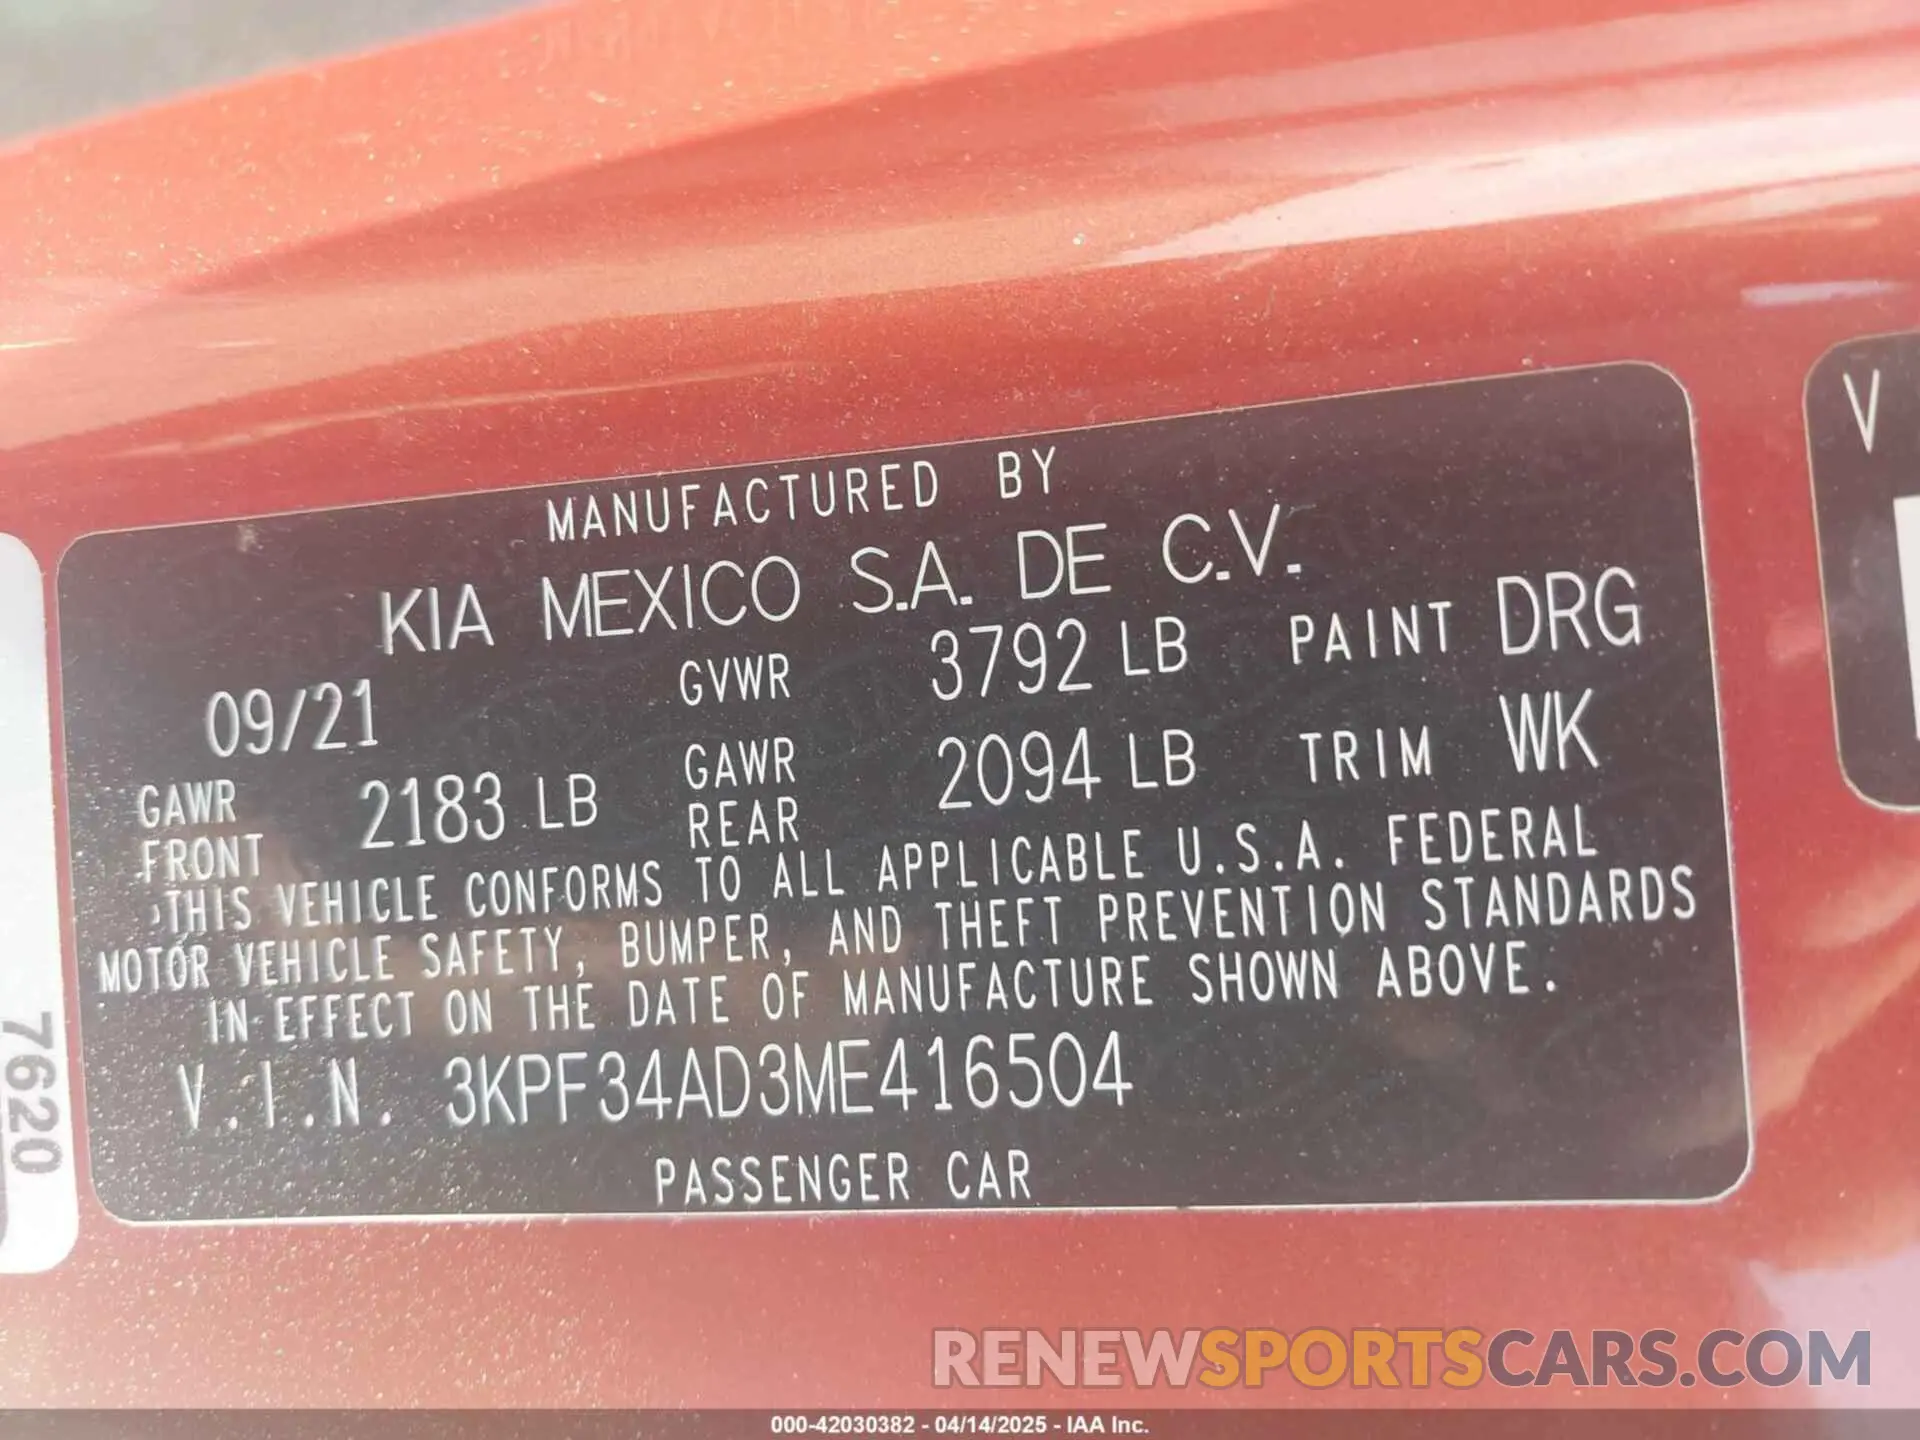 MANUFACTURED BY
KIA MEXICO S.A. DE C.V.
09/21 GVWR 3792 LB PAINT DRG
GAWR FRONT 2183 LB GAWR REAR 2094 LB TRIM WK
THIS VEHICLE CONFORMS TO ALL APPLICABLE U.S.A. FEDERAL
MOTOR VEHICLE SAFETY, BUMPER, AND THEFT PREVENTION STANDARDS
IN EFFECT ON THE DATE OF MANUFACTURE SHOWN ABOVE.
V.I.N. 3KPF34AD3ME416504
PASSENGER CAR
V
7620
RENEWSPORTSCARS.COM
000-42030382 - 04/14/2025 - IAA Inc.